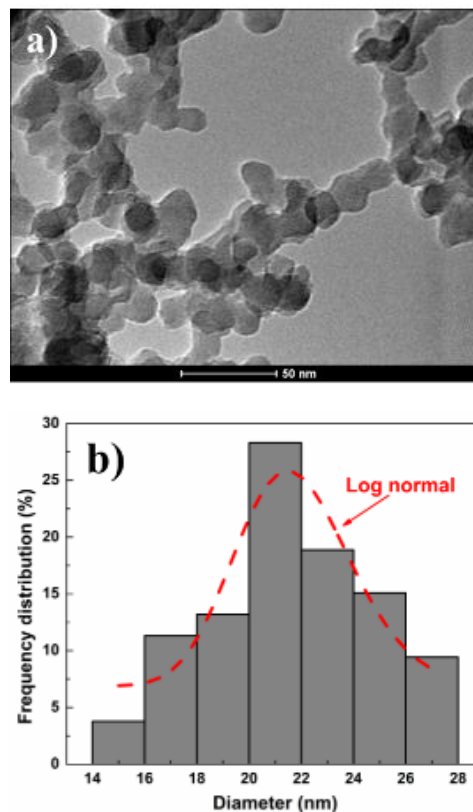 a)
50 nm
b)
Log normal
Frequency distribution (%)
30
25
20
15
10
5
0
14 16 18 20 22 24 26 28
Diameter (nm)